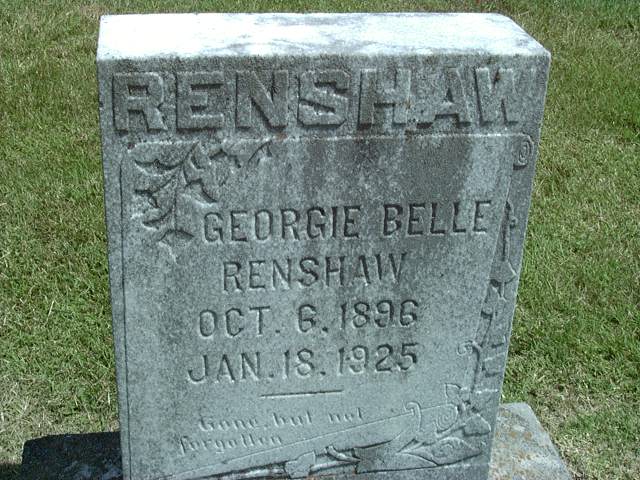 RENSHAW
GEORGIE BELLE
RENSHAW
OCT. 6. 1896
JAN. 18. 1925
Gone, but not
forgotten